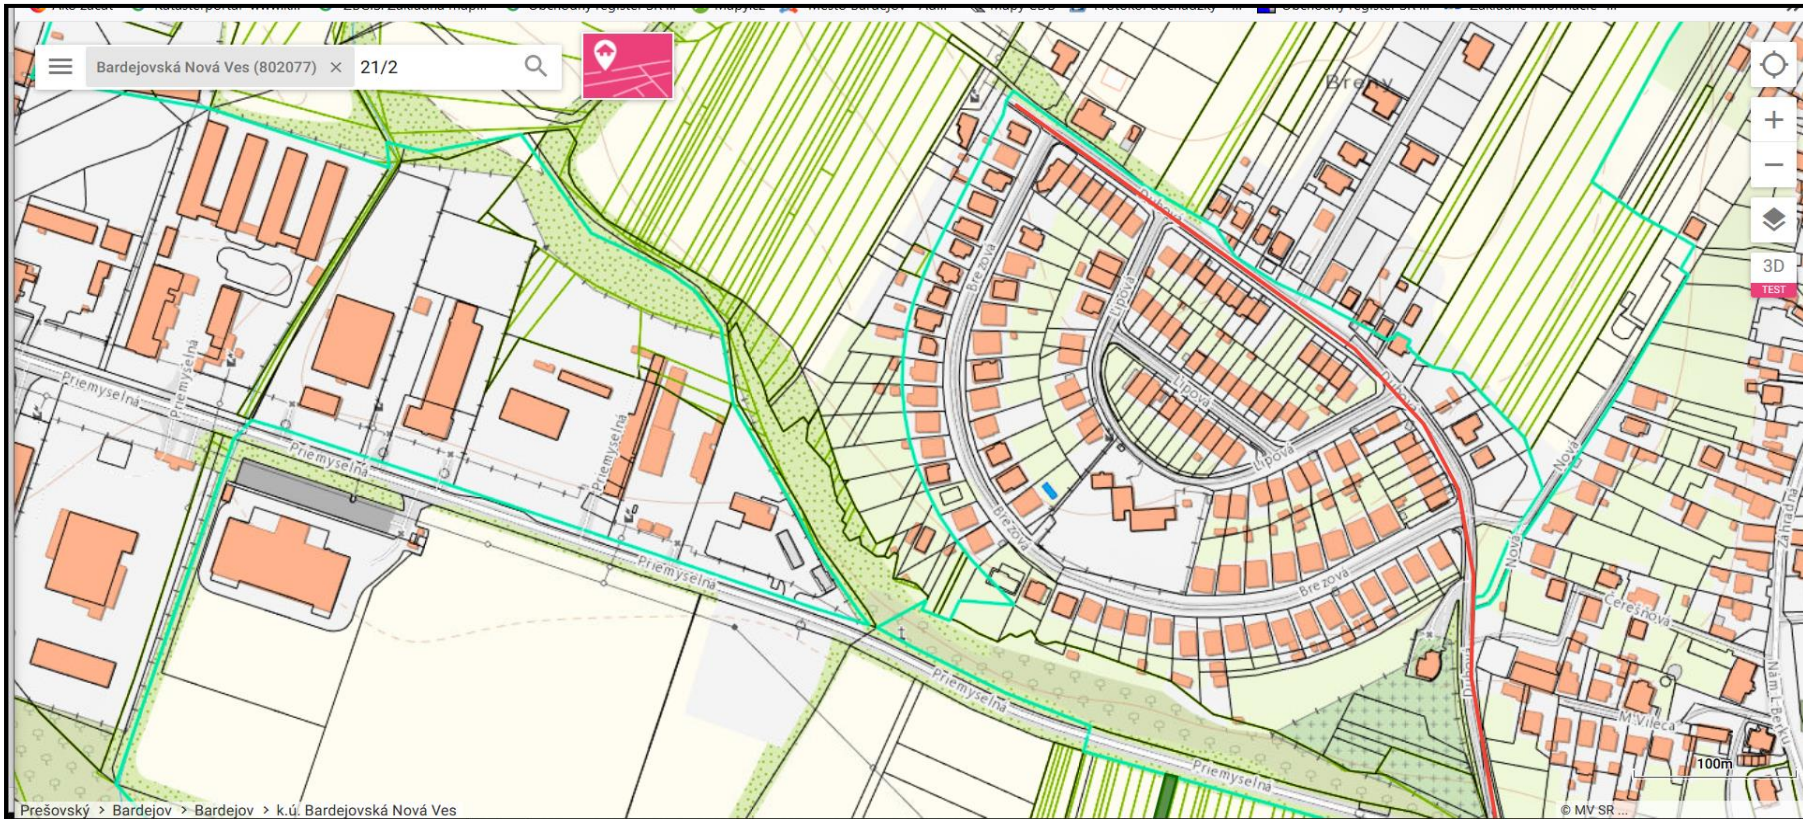 Bardejovská Nová Ves (802077) × 21/2
Breny
3D
TEST
Dubová
Brezová
Lipová
Priemyselná
Priemyselná
Lipová
Dubová
Priemyselná
Priemyselná
Lipová
Nová
Brezová
Nová
Záhradná
Priemyselná
Brezová
Čerešňová
Dubová
Nám. L. Berku
Priemyselná
M. Vileca
Priemyselná
100m
Prešovský > Bardejov > Bardejov > k.ú. Bardejovská Nová Ves
© MV SR ...